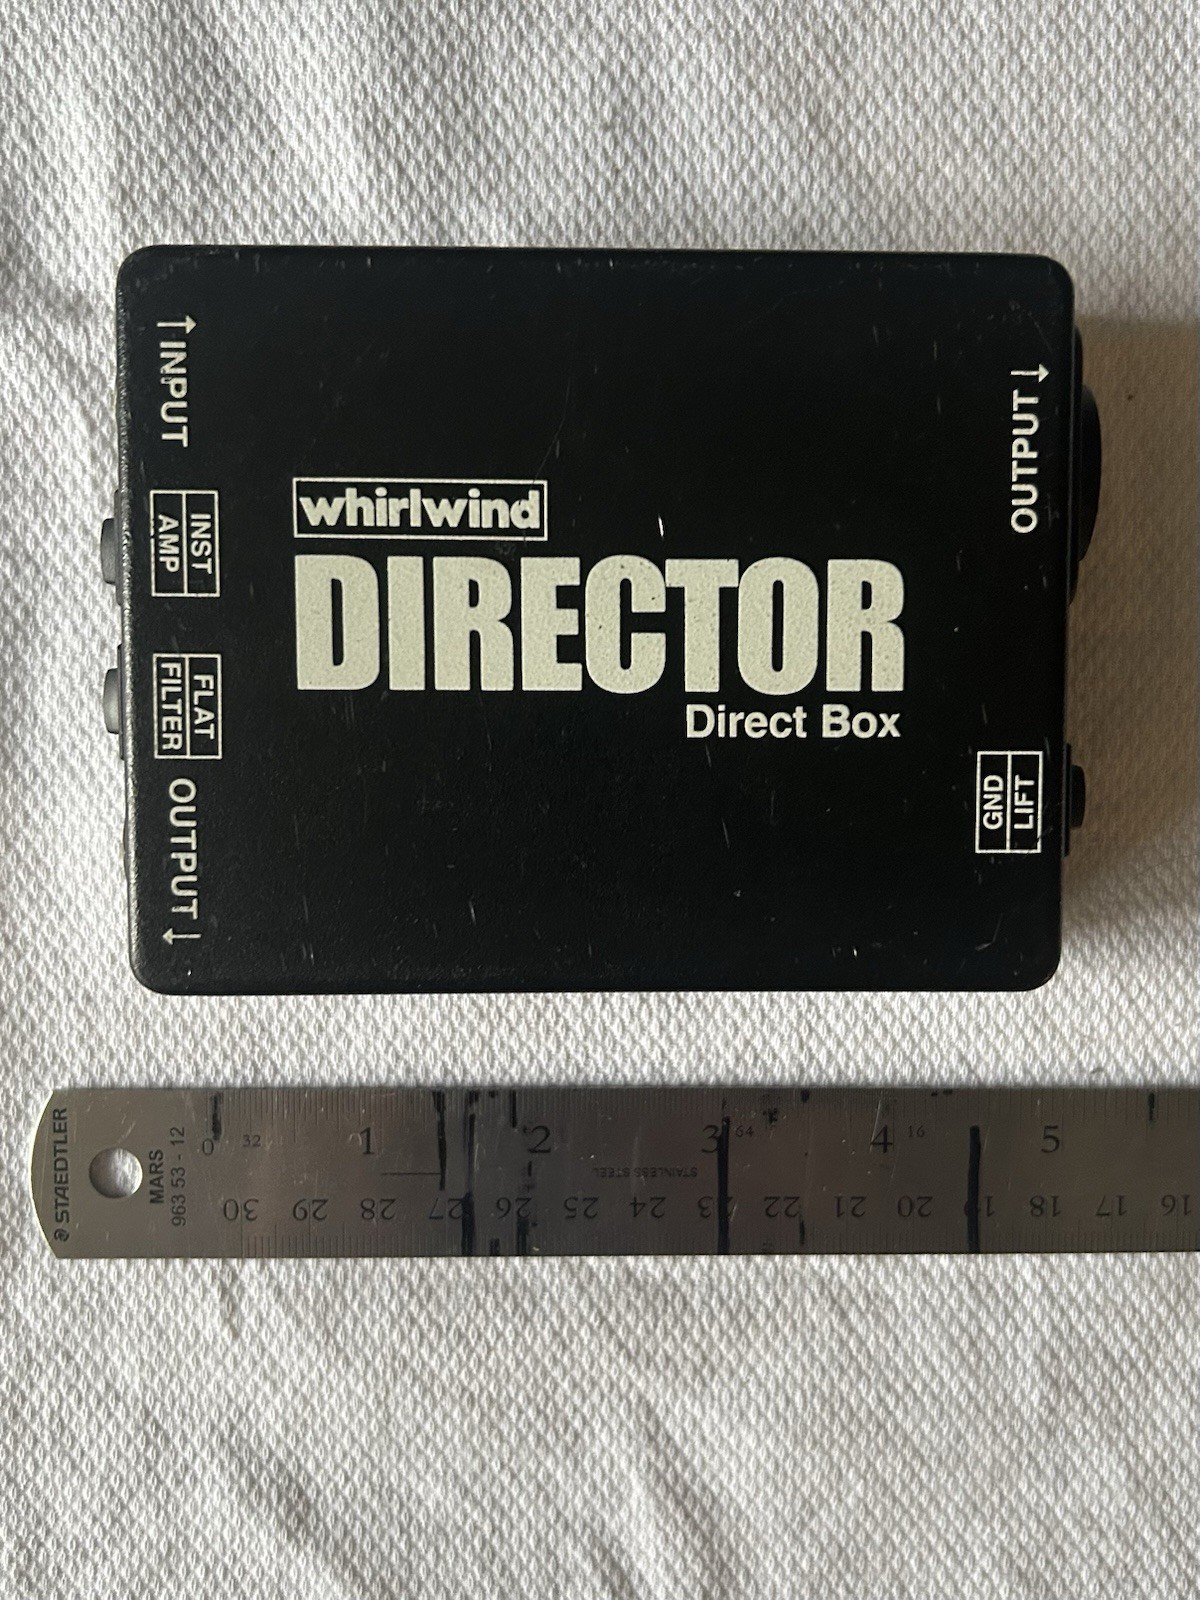 ↑INPUT
INST
AMP
FLAT
FILTER
OUTPUT↓
whirlwind
DIRECTOR
Direct Box
OUTPUT↓
GND
LIFT
STAEDTLER
MARS
963 53 - 12
0 32 1 2 3 64 4 16 5
STAINLESS STEEL
30 29 28 27 26 25 24 23 22 21 20 19 18 17 16